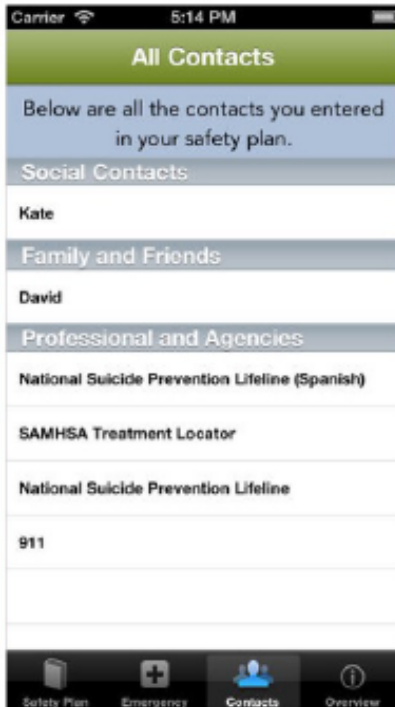 Carrier 5:14 PM
All Contacts
Below are all the contacts you entered
in your safety plan.
Social Contacts
Kate
Family and Friends
David
Professional and Agencies
National Suicide Prevention Lifeline (Spanish)
SAMHSA Treatment Locator
National Suicide Prevention Lifeline
911
Safety Plan Emergency Contacts Overview